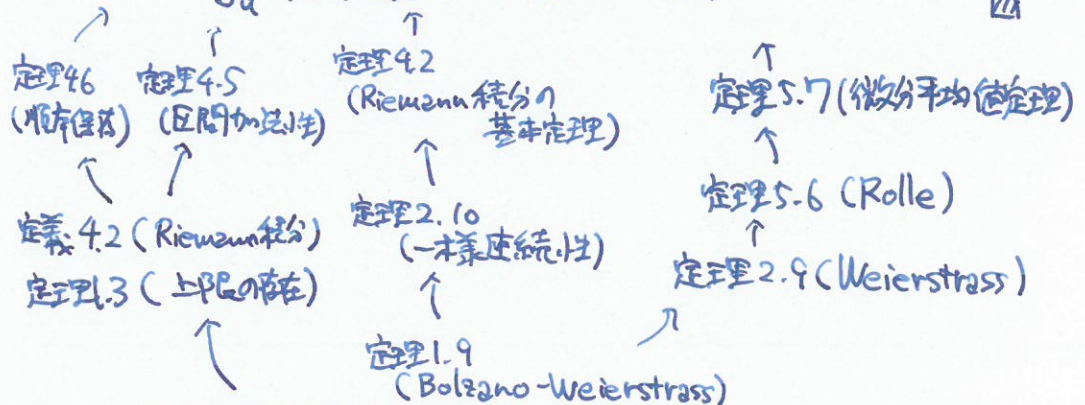 定理4.6
(順序保存)
定理4.5
(区間加法性)
定理4.2
(Riemann積分の
基本定理)
定理5.7(微分平均値定理)
定理5.6 (Rolle)
定義4.2(Riemann積分)
定理1.3(上限の存在)
定理2.10
(一様連続性)
定理2.9(Weierstrass)
定理1.9
(Bolzano-Weierstrass)